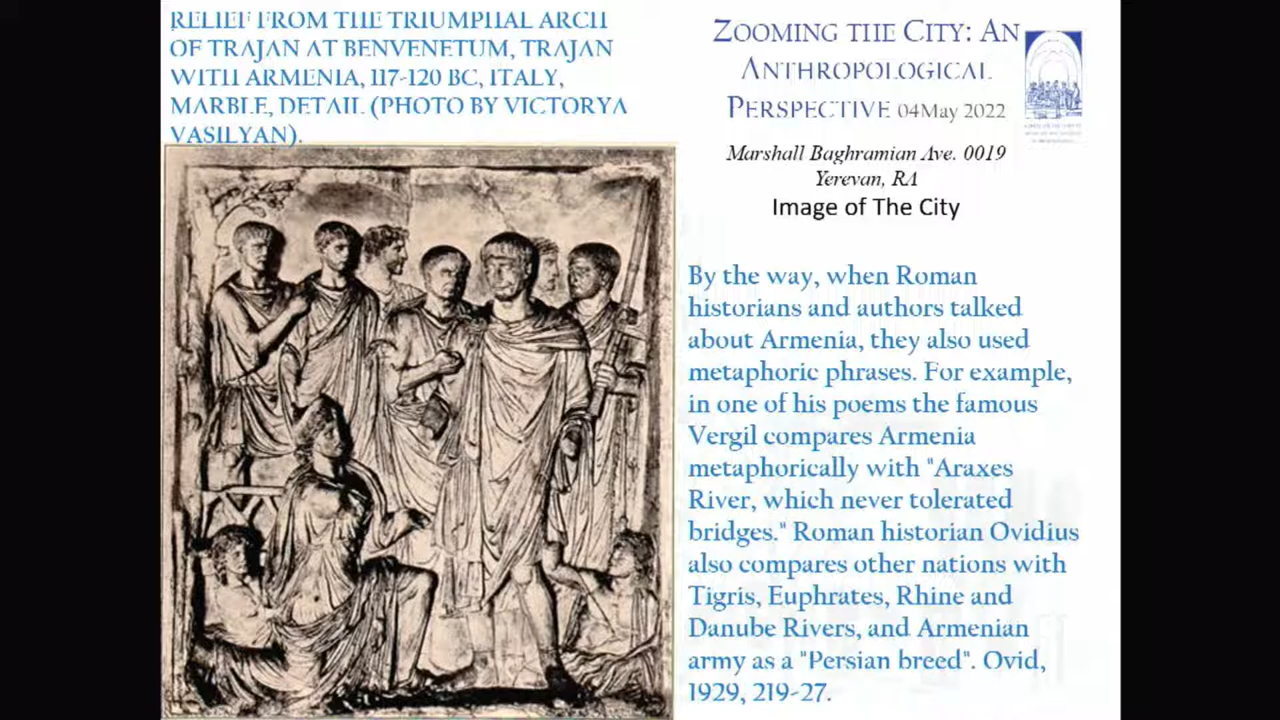 RELIEF FROM THE TRIUMPHAL ARCH
OF TRAJAN AT BENVENETUM, TRAJAN
WITH ARMENIA, 117-120 BC, ITALY,
MARBLE, DETAIL (PHOTO BY VICTORYA
VASILYAN).
ZOOMING THE CITY: AN
ANTHROPOLOGICAL
PERSPECTIVE 04May 2022
Marshall Baghramian Ave. 0019
Yerevan, RA
Image of The City
By the way, when Roman
historians and authors talked
about Armenia, they also used
metaphoric phrases. For example,
in one of his poems the famous
Vergil compares Armenia
metaphorically with "Araxes
River, which never tolerated
bridges." Roman historian Ovidius
also compares other nations with
Tigris, Euphrates, Rhine and
Danube Rivers, and Armenian
army as a "Persian breed". Ovid,
1929, 219-27.